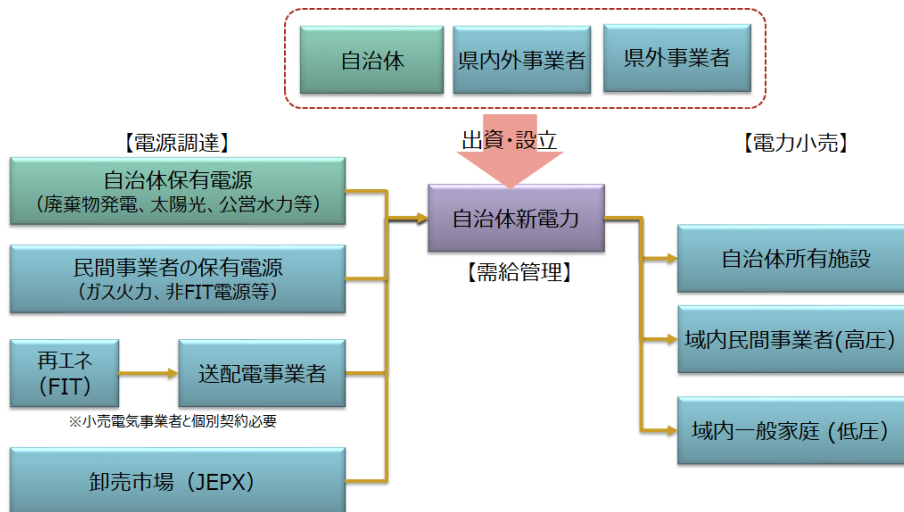 自治体
県内外事業者
県外事業者
出資・設立
【電源調達】
【電力小売】
自治体保有電源
（廃棄物発電、太陽光、公営水力等）
民間事業者の保有電源
（ガス火力、非FIT電源等）
再エネ
（FIT）
送配電事業者
※小売電気事業者と個別契約必要
卸売市場（JEPX）
自治体新電力
【需給管理】
自治体所有施設
域内民間事業者(高圧）
域内一般家庭 (低圧）